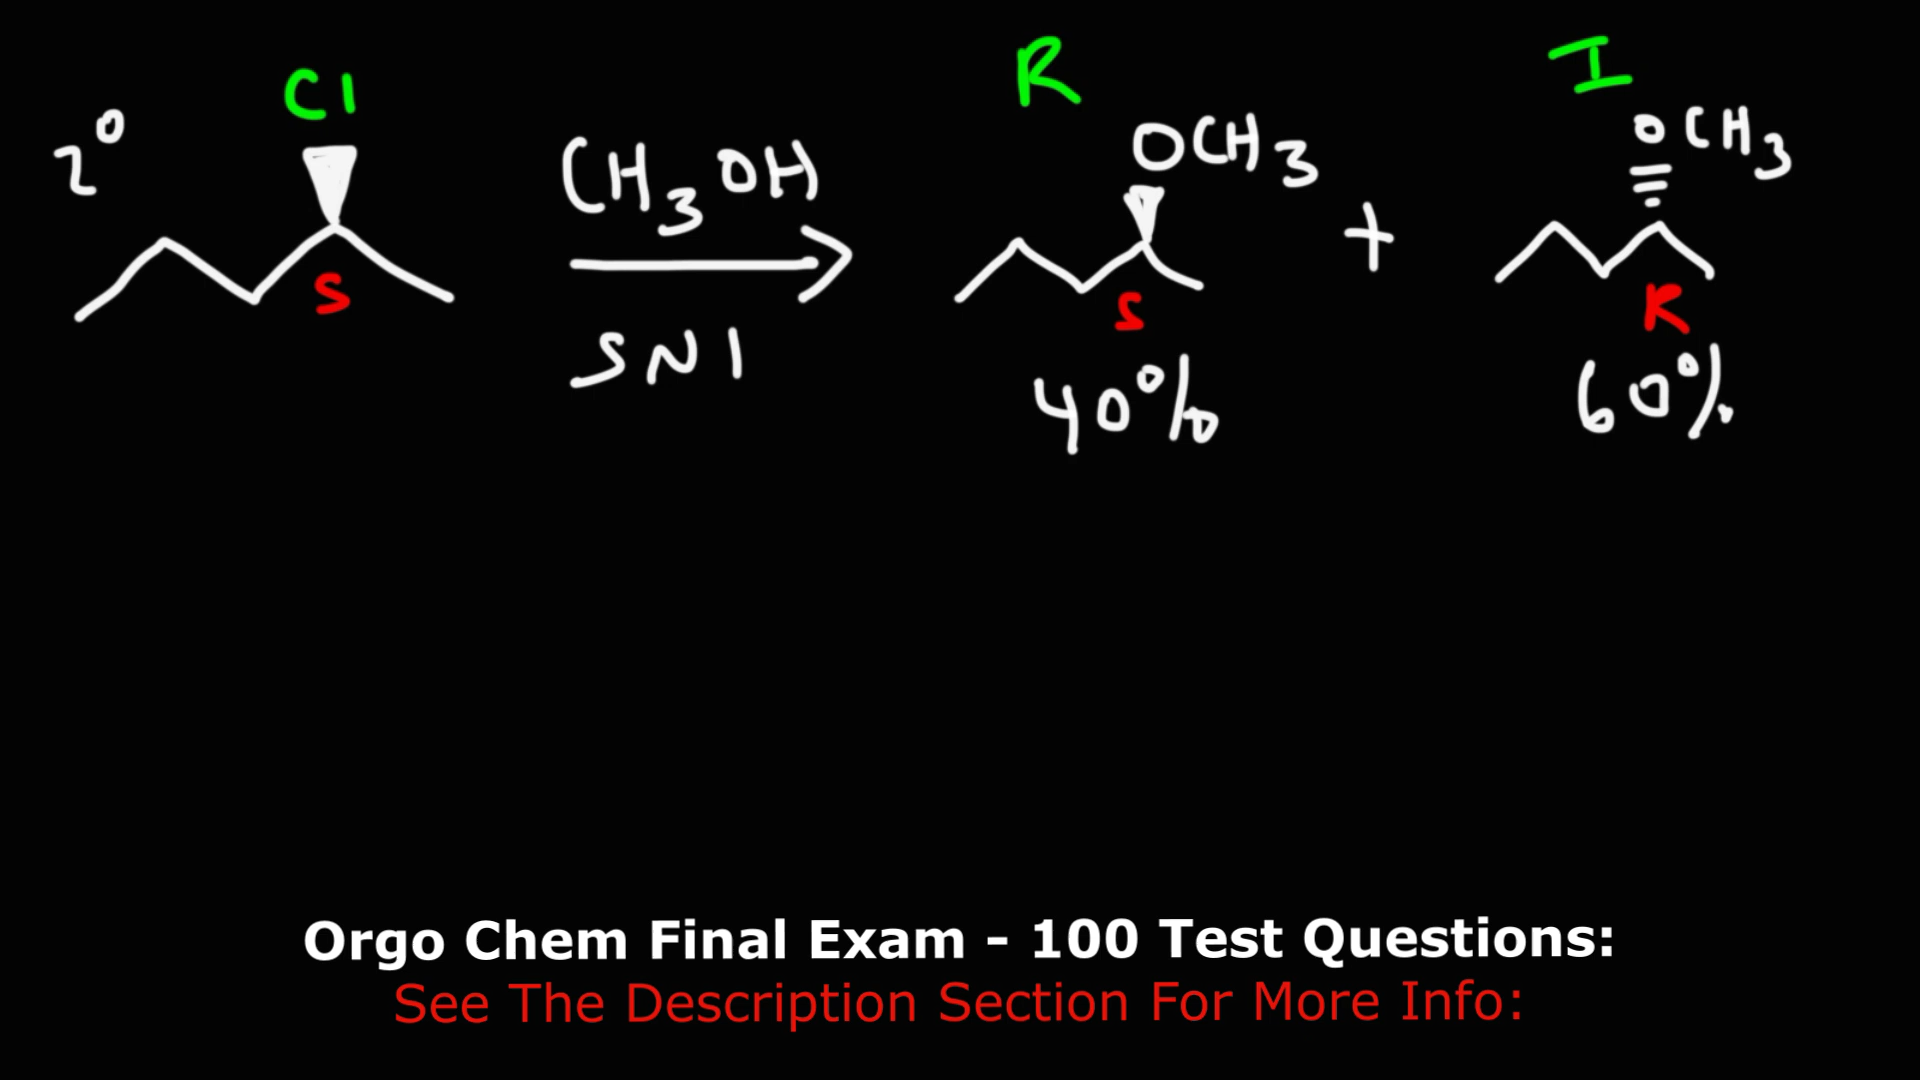 2° Cl CH3OH R OCH3 + I OCH3
S SN1 S R
40% 60%
Orgo Chem Final Exam - 100 Test Questions:
See The Description Section For More Info: